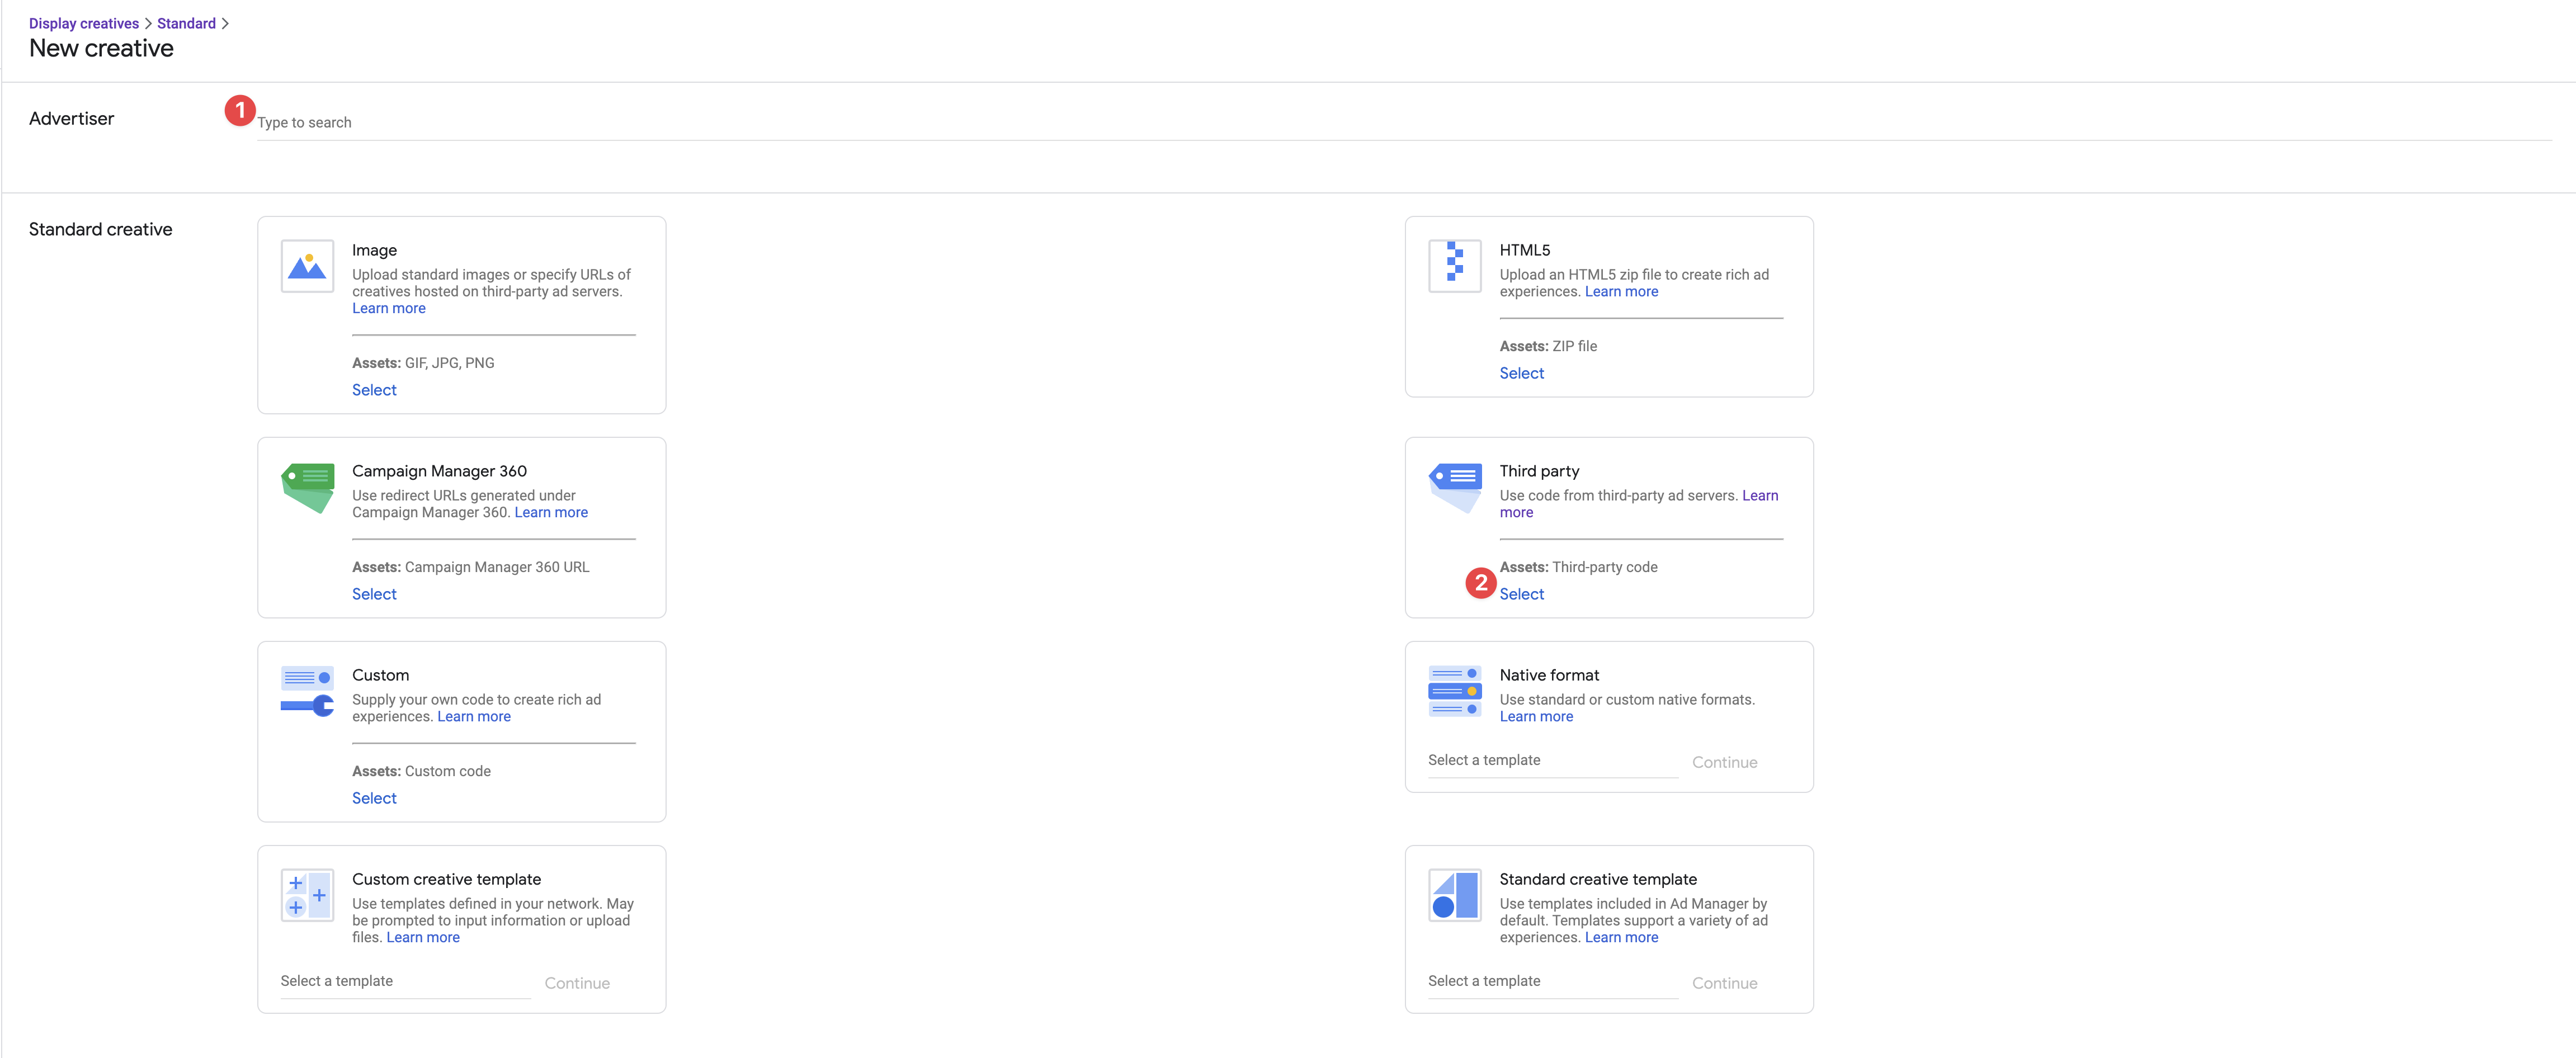 Display creatives > Standard >
New creative
Advertiser
1
Type to search
Standard creative
Image
Upload standard images or specify URLs of
creatives hosted on third-party ad servers.
Learn more
Assets: GIF, JPG, PNG
Select
HTML5
Upload an HTML5 zip file to create rich ad
experiences. Learn more
Assets: ZIP file
Select
Campaign Manager 360
Use redirect URLs generated under
Campaign Manager 360. Learn more
Assets: Campaign Manager 360 URL
Select
Third party
Use code from third-party ad servers. Learn
more
Assets: Third-party code
2
Select
Custom
Supply your own code to create rich ad
experiences. Learn more
Assets: Custom code
Select
Native format
Use standard or custom native formats.
Learn more
Select a template
Continue
Custom creative template
Use templates defined in your network. May
be prompted to input information or upload
files. Learn more
Select a template
Continue
Standard creative template
Use templates included in Ad Manager by
default. Templates support a variety of ad
experiences. Learn more
Select a template
Continue